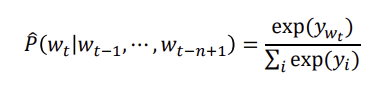 P̂(w_t|w_{t-1}, ⋯, w_{t-n+1}) = exp(y_{w_t}) / ∑_i exp(y_i)